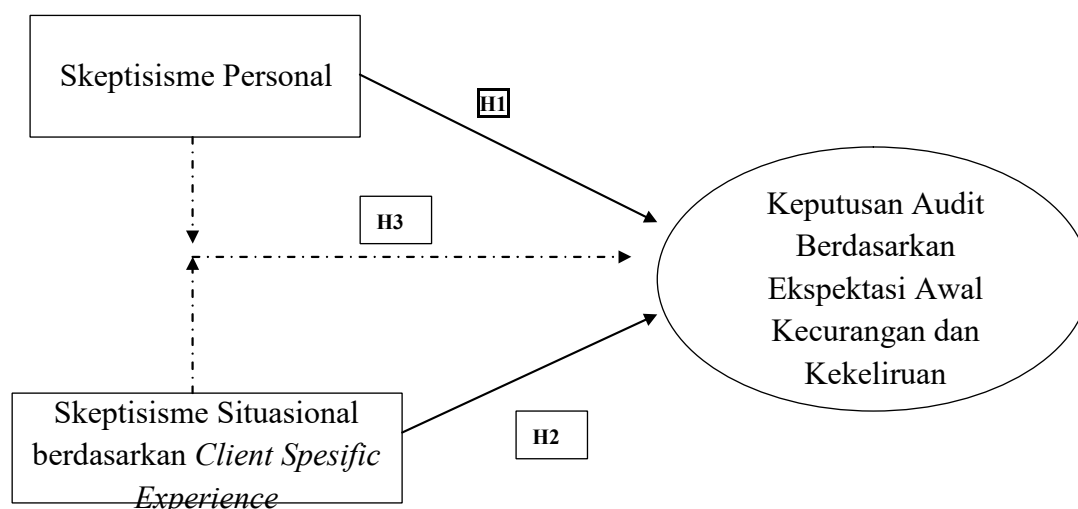 Skeptisisme Personal
H1
H3
Keputusan Audit
Berdasarkan
Ekspektasi Awal
Kecurangan dan
Kekeliruan
Skeptisisme Situasional
berdasarkan Client Spesific
Experience
H2